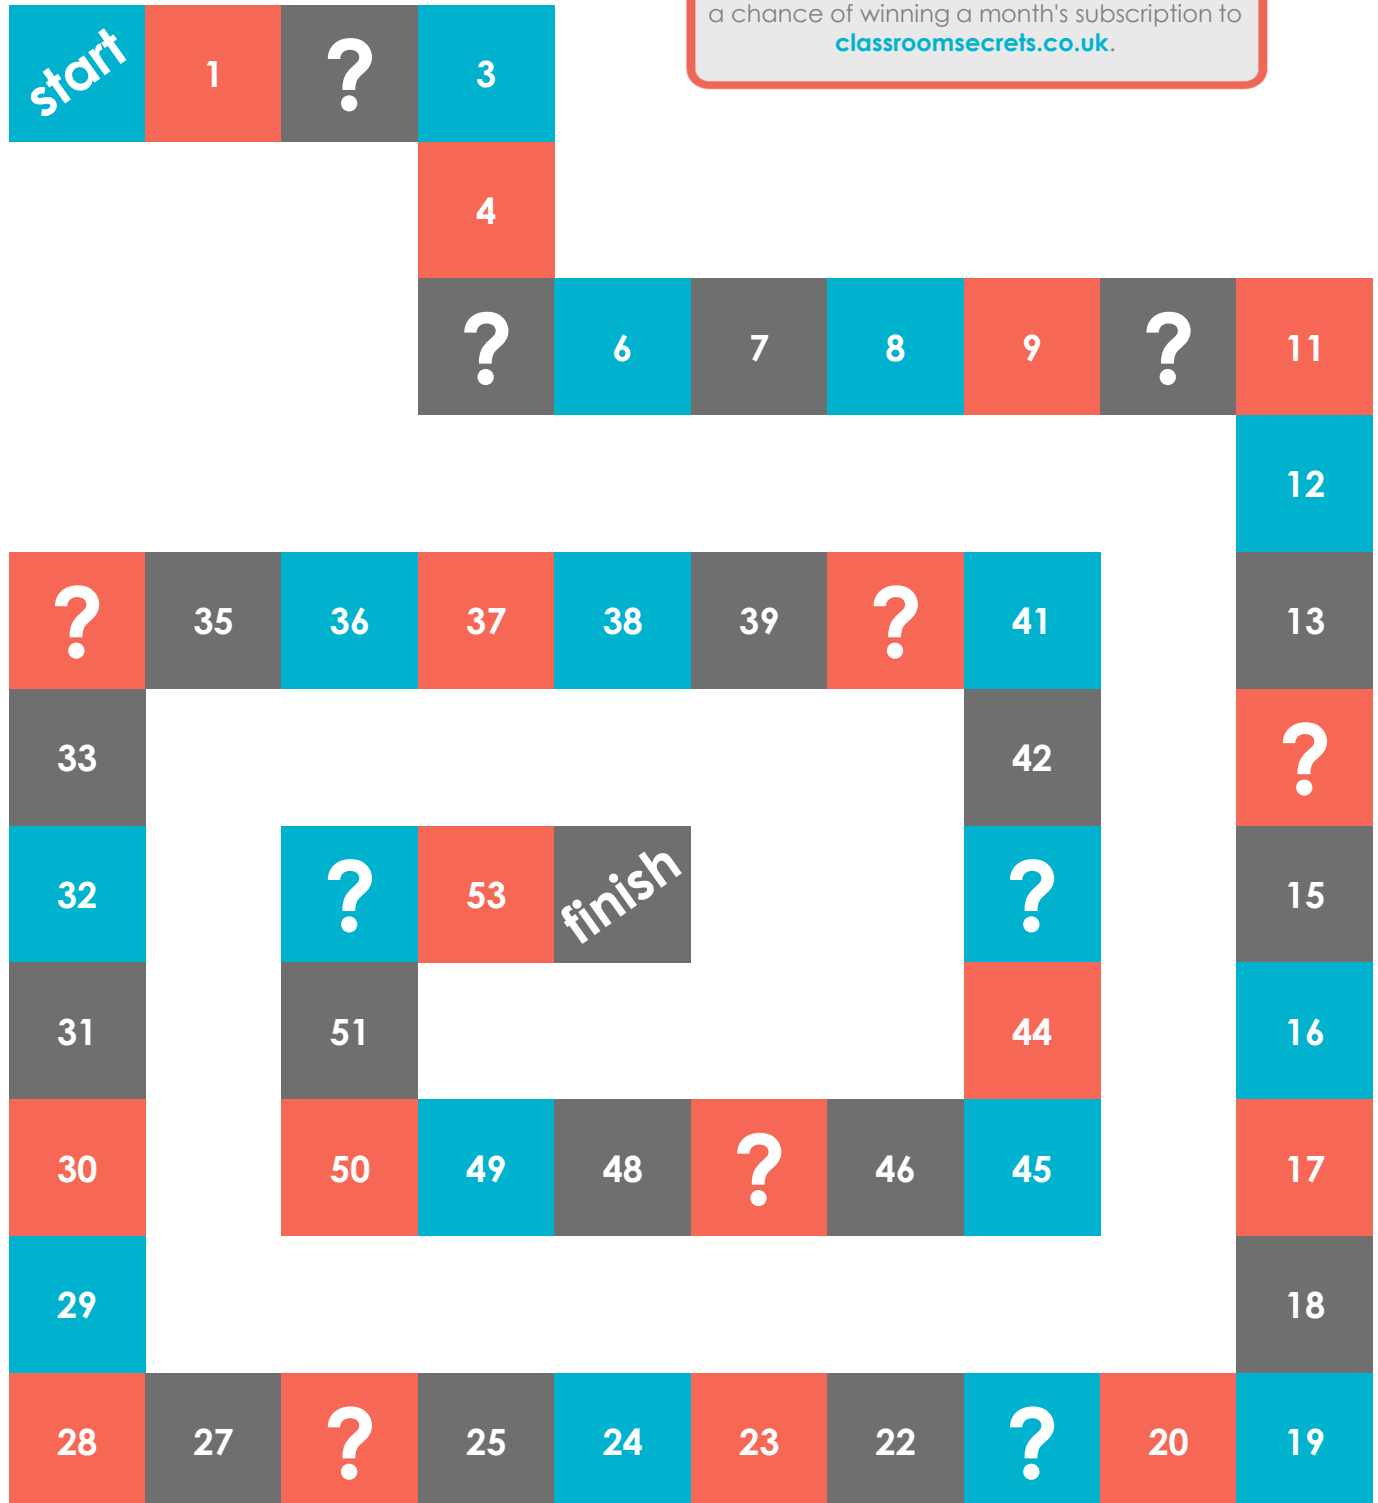 a chance of winning a month's subscription to
classroomsecrets.co.uk.
start 1 ? 3
4
? 6 7 8 9 ? 11
12
? 35 36 37 38 39 ? 41 13
33 42 ?
32 ? 53 finish ? 15
31 51 44 16
30 50 49 48 ? 46 45 17
29 18
28 27 ? 25 24 23 22 ? 20 19